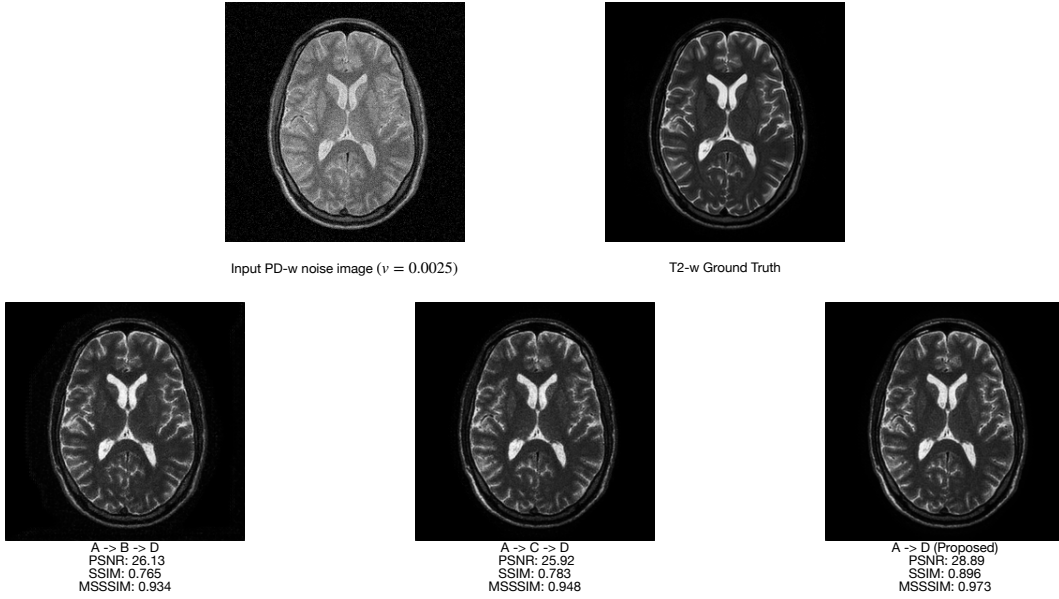 Input PD-w noise image (v = 0.0025)
T2-w Ground Truth
A -> B -> D
PSNR: 26.13
SSIM: 0.765
MSSSIM: 0.934
A -> C -> D
PSNR: 25.92
SSIM: 0.783
MSSSIM: 0.948
A -> D (Proposed)
PSNR: 28.89
SSIM: 0.896
MSSSIM: 0.973